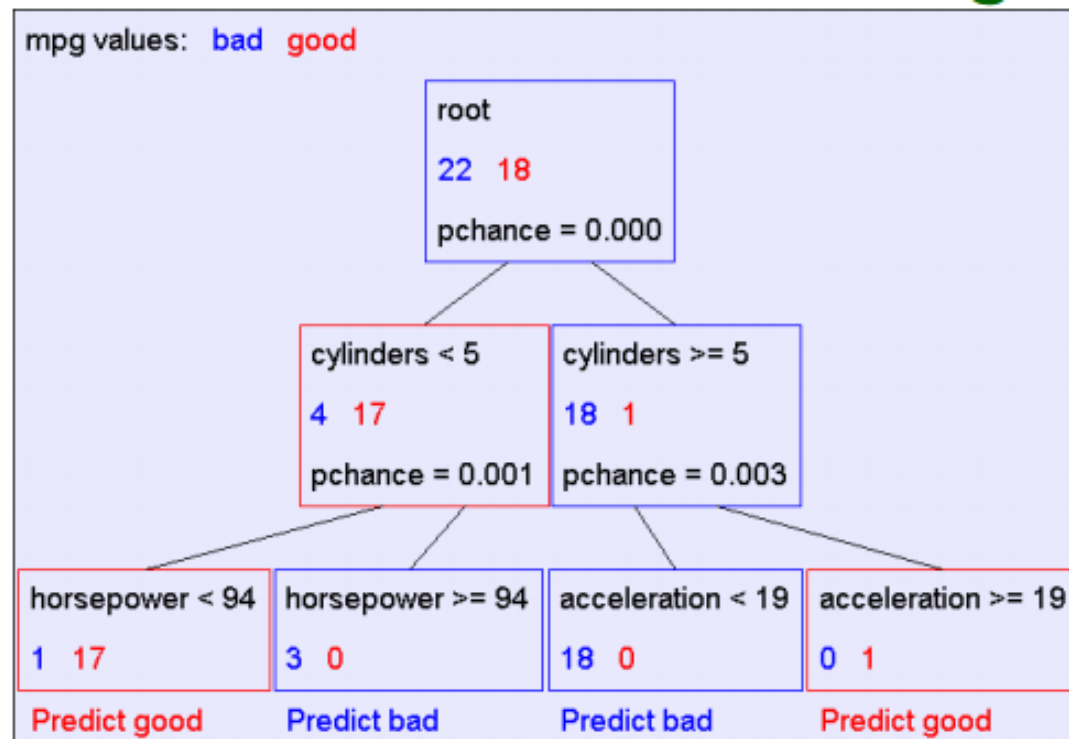 mpg values: bad good
root
22 18
pchance = 0.000
cylinders < 5
4 17
pchance = 0.001
cylinders >= 5
18 1
pchance = 0.003
horsepower < 94
1 17
Predict good
horsepower >= 94
3 0
Predict bad
acceleration < 19
18 0
Predict bad
acceleration >= 19
0 1
Predict good